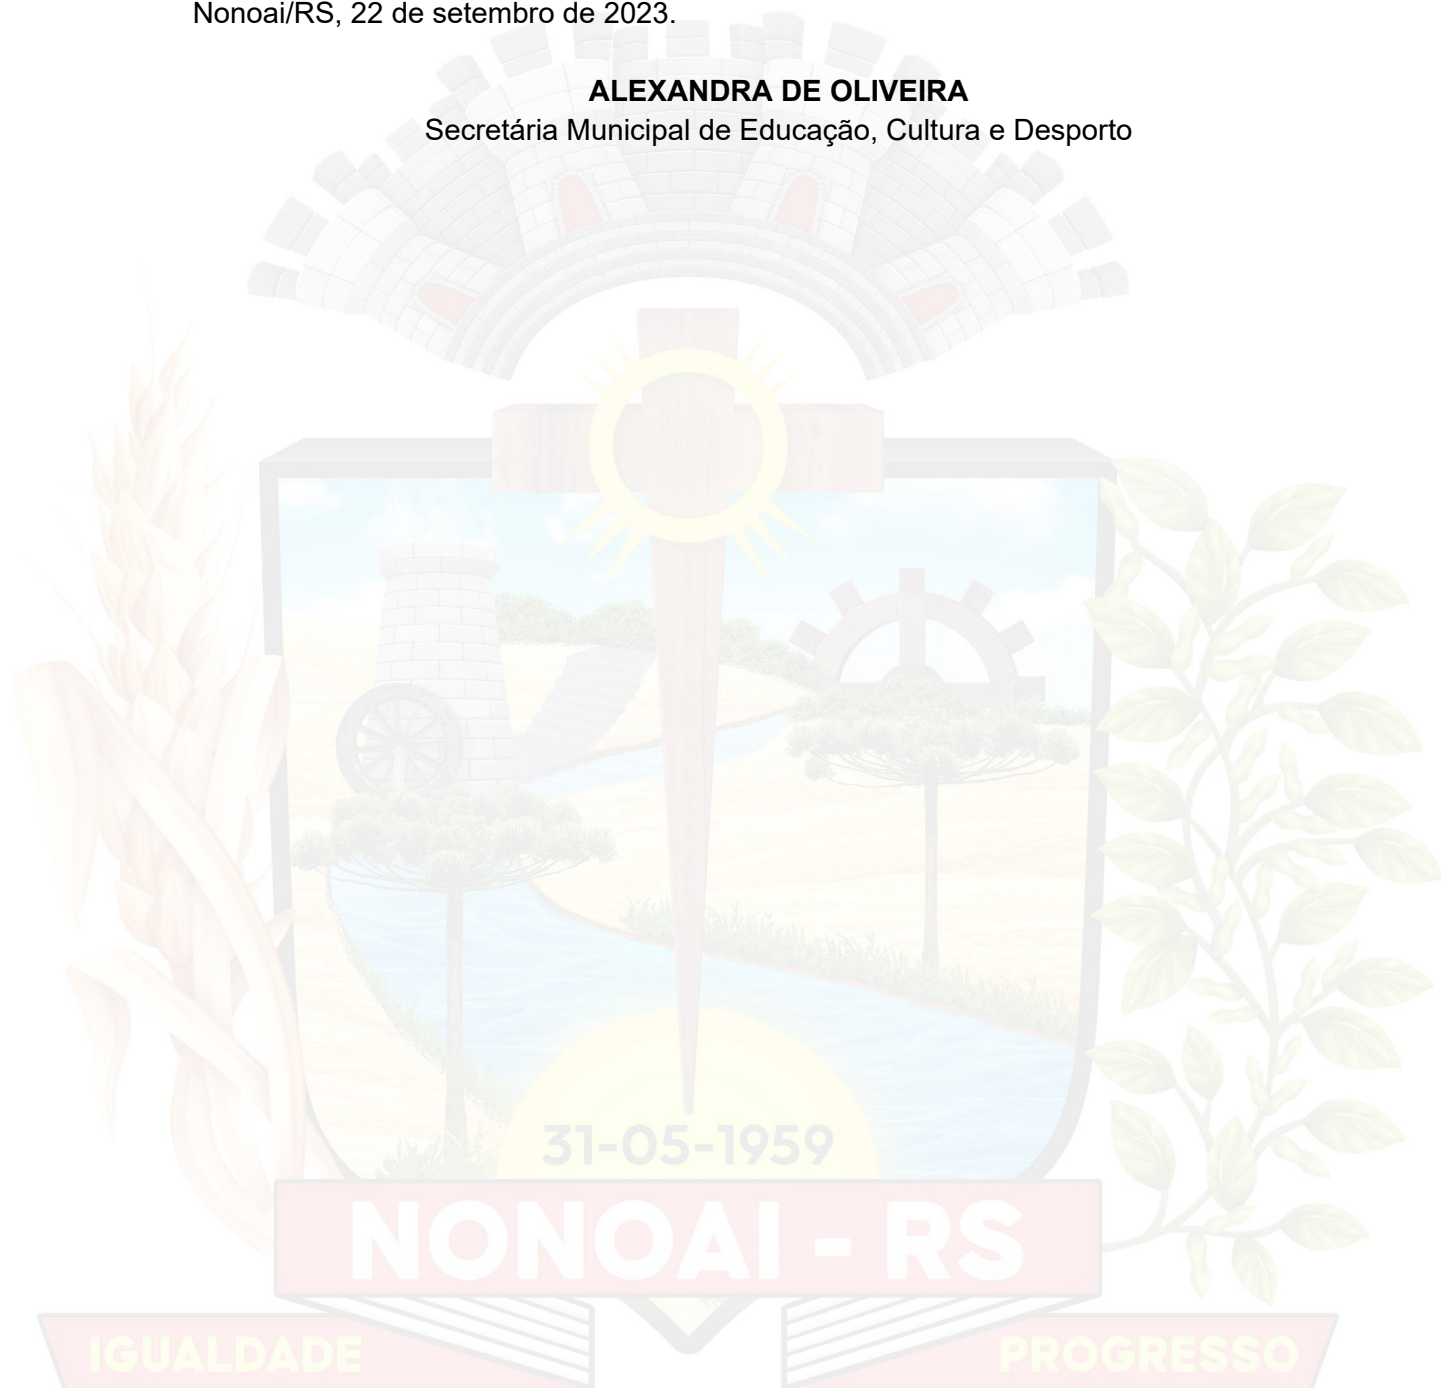 Nonoai/RS, 22 de setembro de 2023.
ALEXANDRA DE OLIVEIRA
Secretária Municipal de Educação, Cultura e Desporto
31-05-1959
NONOAI - RS
IGUALDADE
PROGRESSO